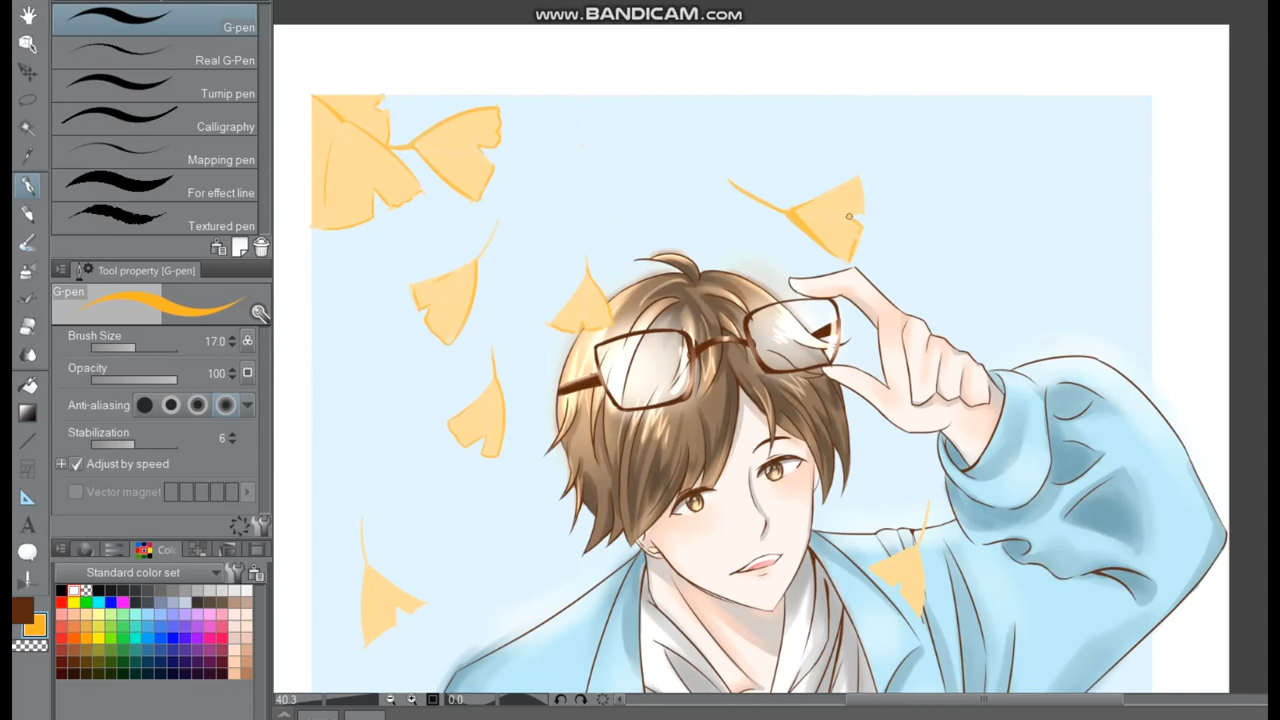 www.BANDICAM.com
G-pen
Real G-Pen
Turnip pen
Calligraphy
Mapping pen
For effect line
Textured pen
Tool property [G-pen]
G-pen
Brush Size 17.0
Opacity 100
Anti-aliasing
Stabilization 6
Adjust by speed
Vector magnet
Colo
Standard color set
40.3 0.0